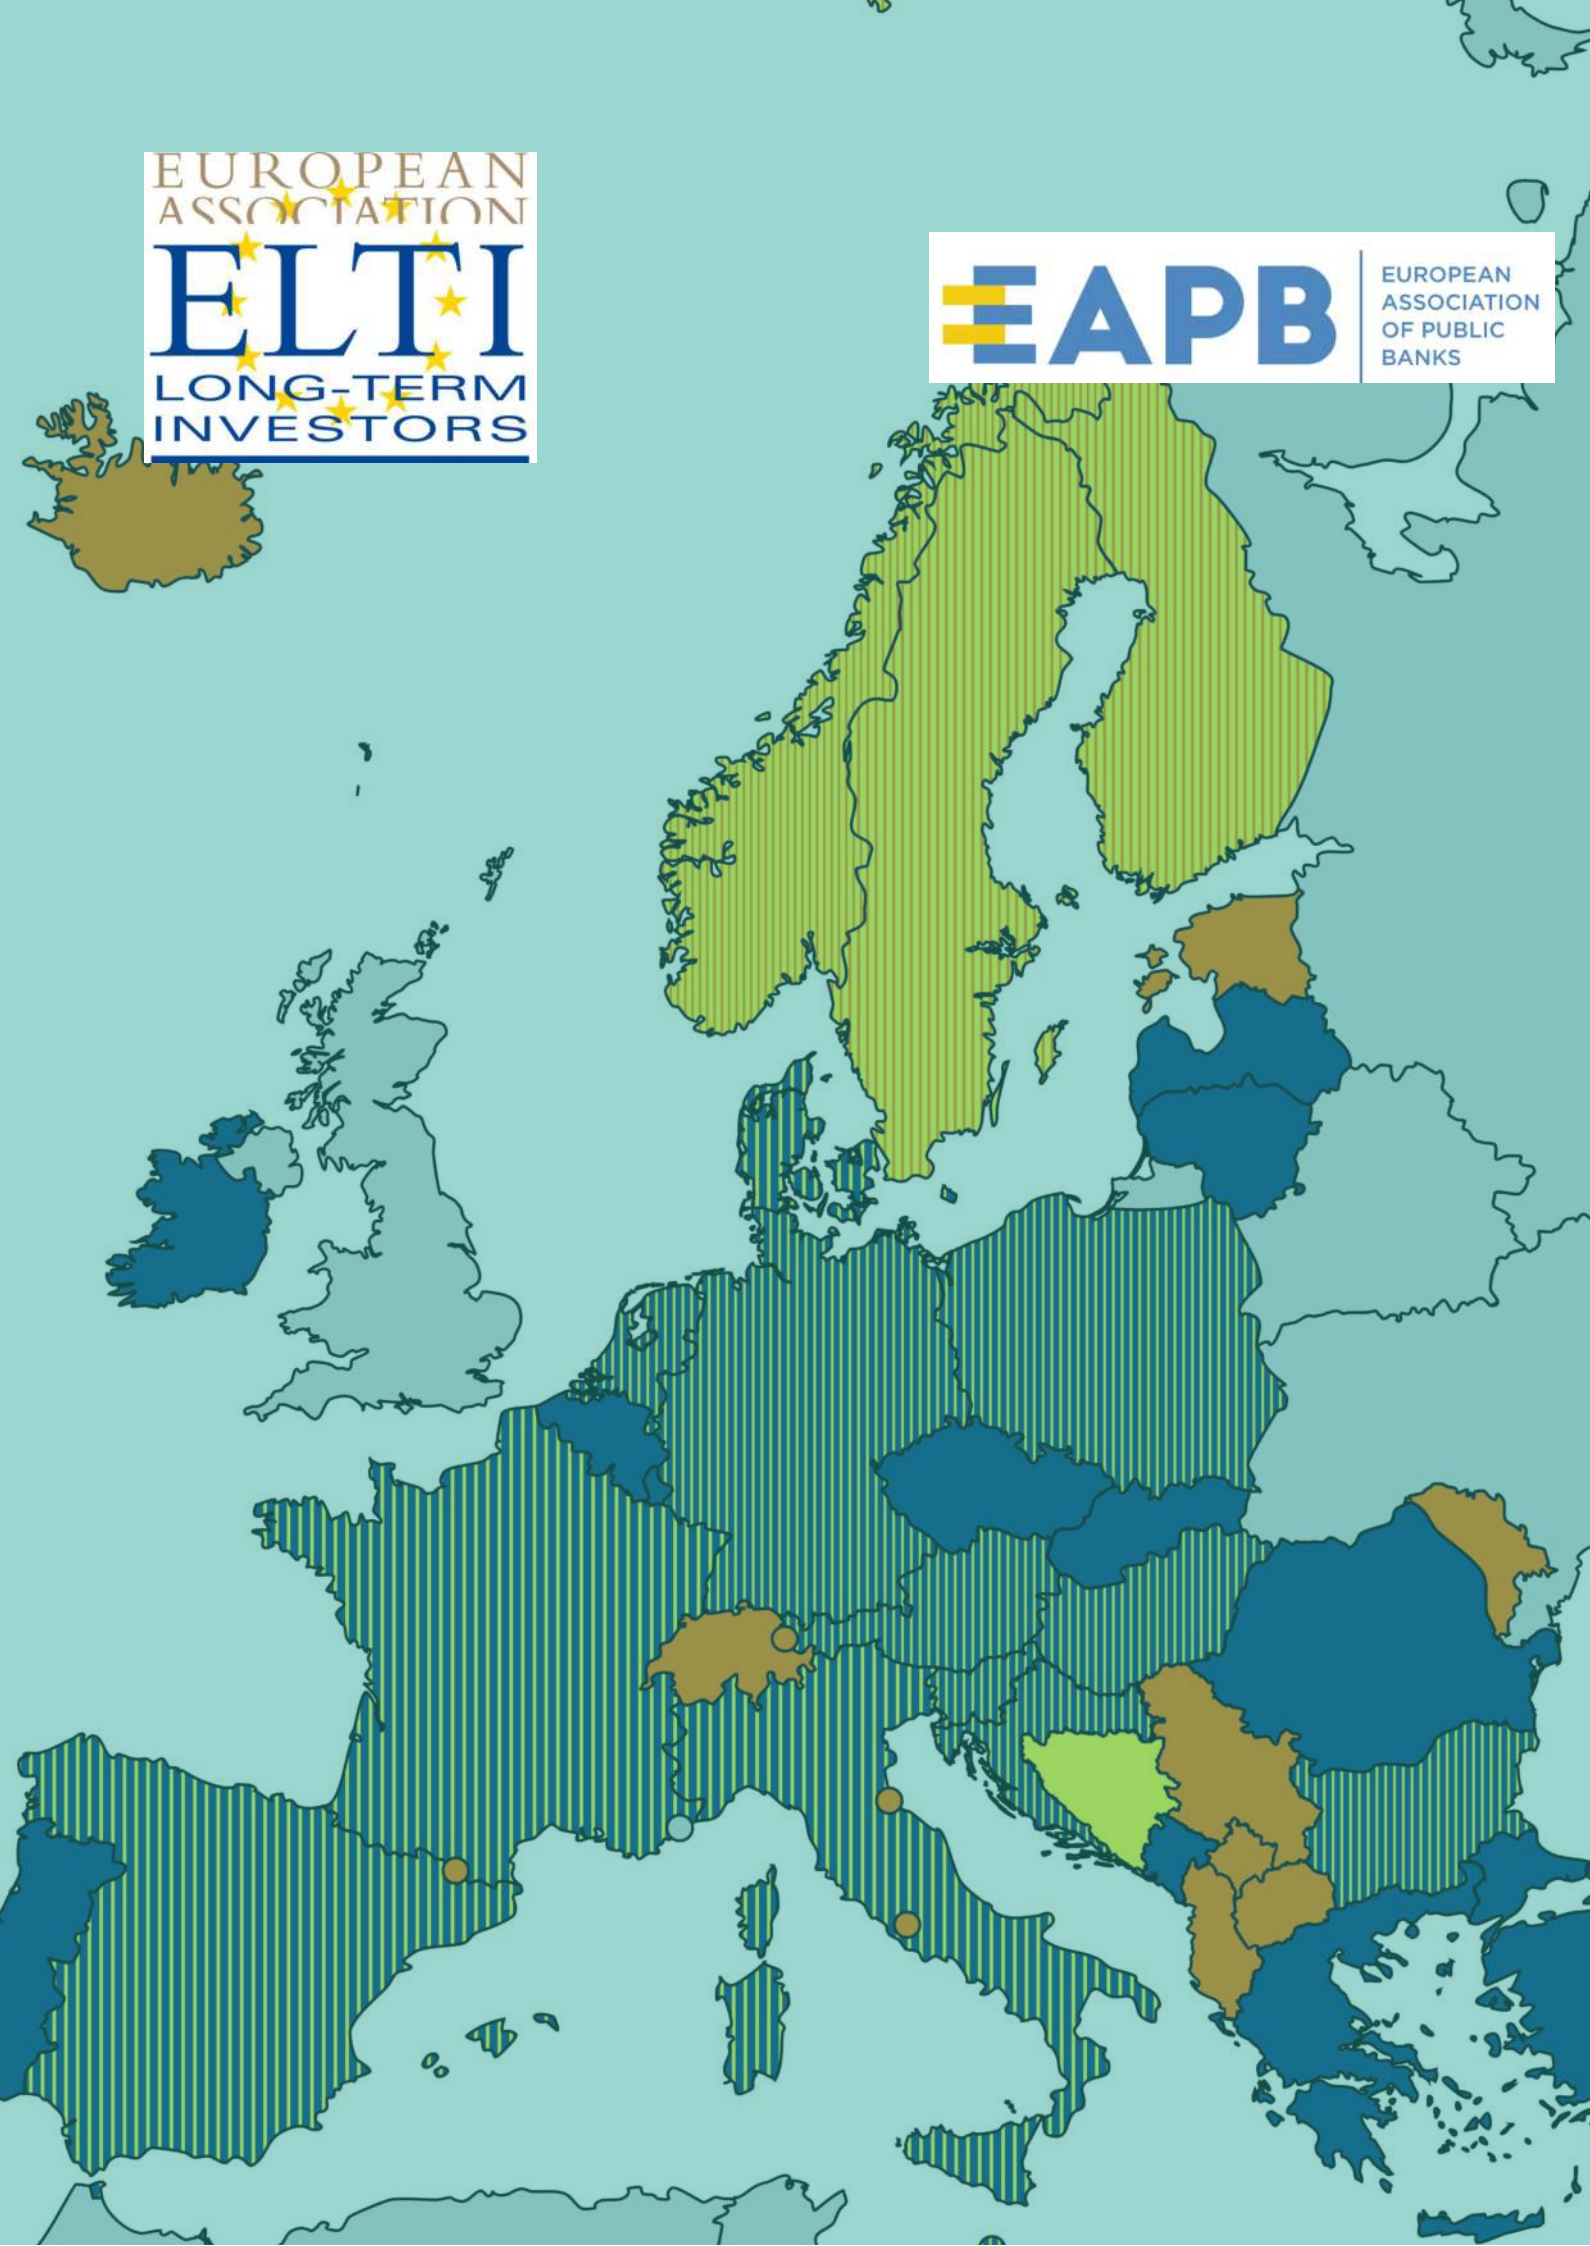 EUROPEAN
ASSOCIATION
ELTI
LONG-TERM
INVESTORS
EAPB
EUROPEAN
ASSOCIATION
OF PUBLIC
BANKS